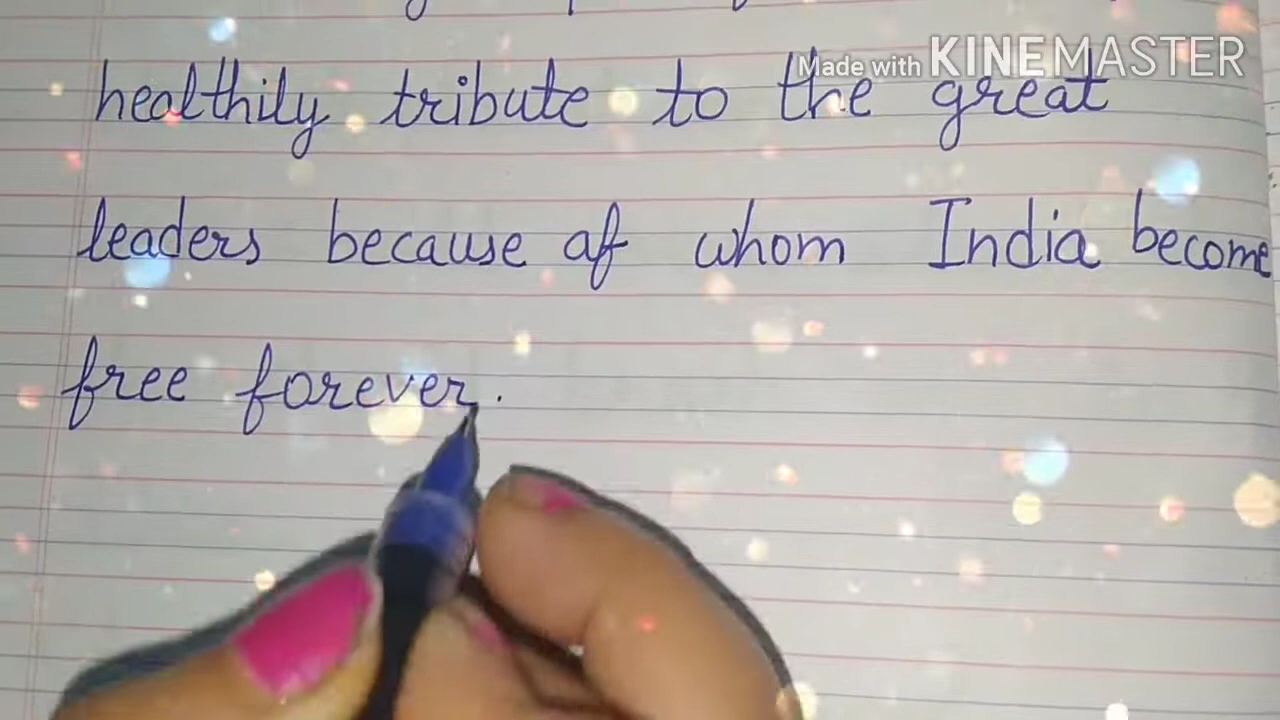 Made with KINEMASTER
healthily tribute to the great
leaders because of whom India become
free forever.